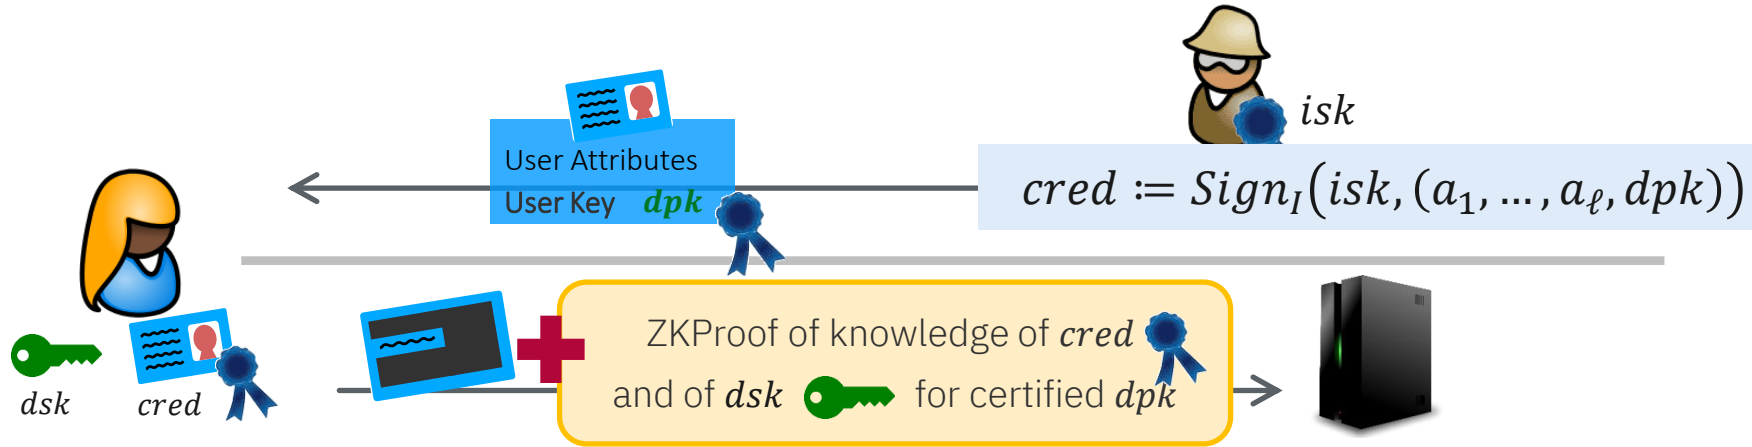 isk
User Attributes
User Key dpk
cred ≔ Sign_I(isk, (a_1, … , a_ℓ, dpk))
ZKProof of knowledge of cred
and of dsk for certified dpk
dsk cred